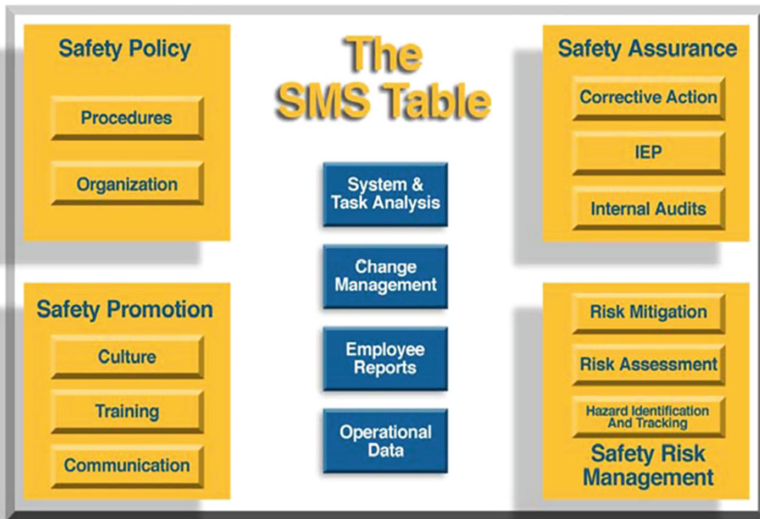 Safety Policy
Procedures
Organization
The
SMS Table
System &
Task Analysis
Change
Management
Employee
Reports
Operational
Data
Safety Assurance
Corrective Action
IEP
Internal Audits
Safety Promotion
Culture
Training
Communication
Risk Mitigation
Risk Assessment
Hazard Identification
And Tracking
Safety Risk
Management